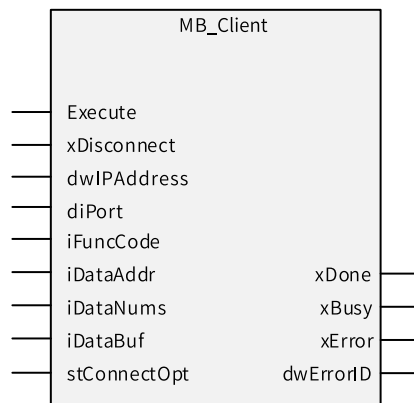 MB_Client
Execute
xDisconnect
dwIPAddress
diPort
iFuncCode
iDataAddr xDone
iDataNums xBusy
iDataBuf xError
stConnectOpt dwErrorID